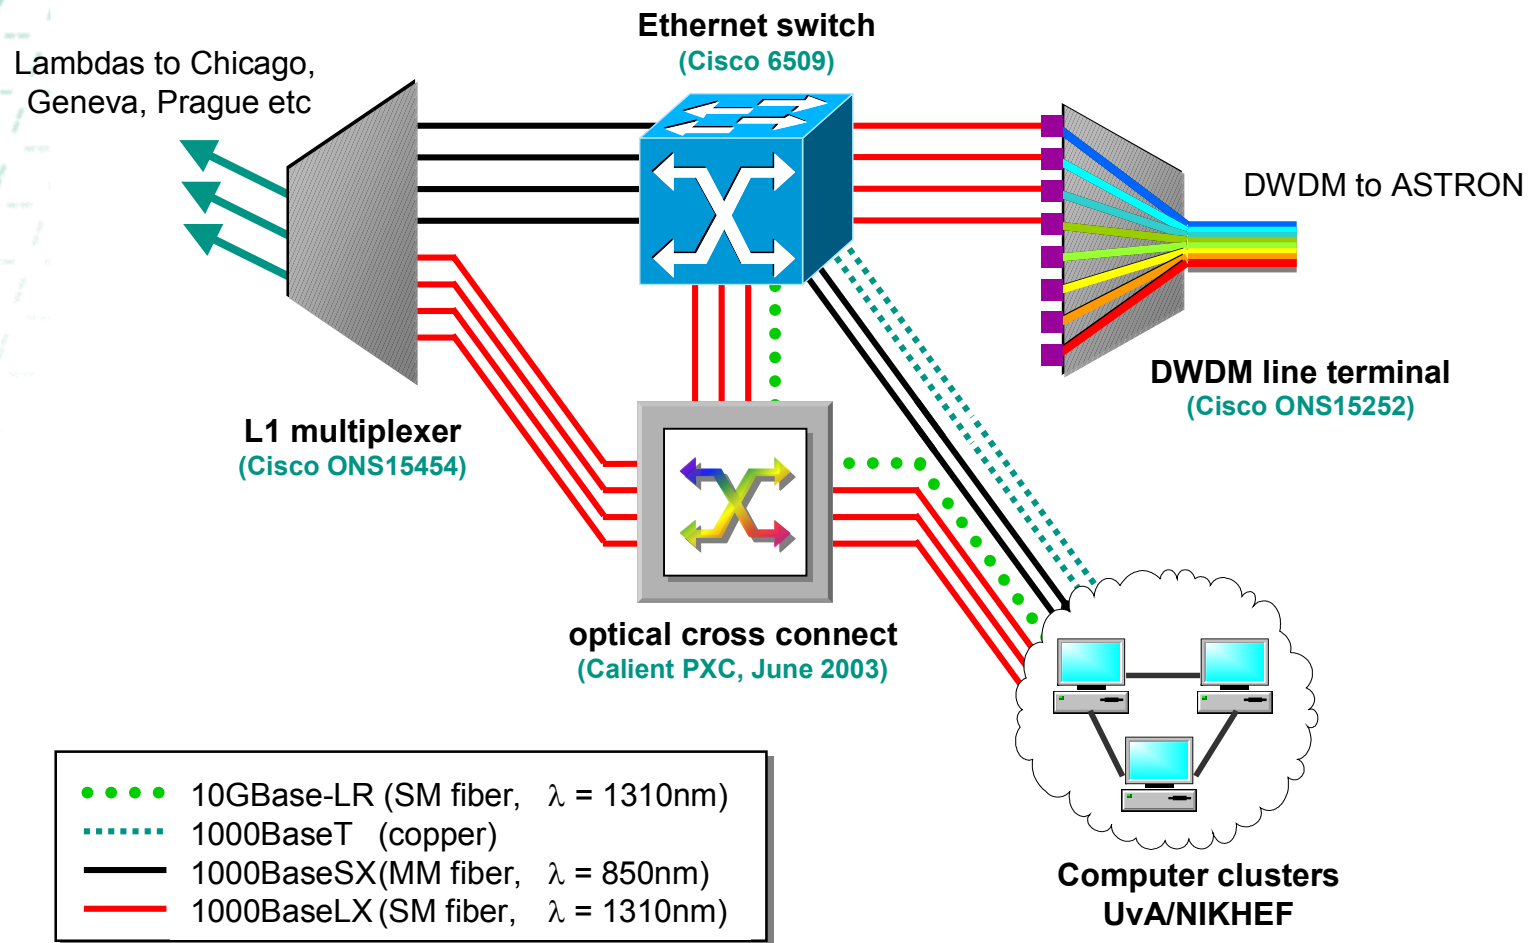 Ethernet switch
(Cisco 6509)
Lambdas to Chicago,
Geneva, Prague etc
DWDM to ASTRON
DWDM line terminal
(Cisco ONS15252)
L1 multiplexer
(Cisco ONS15454)
optical cross connect
(Calient PXC, June 2003)
10GBase-LR (SM fiber, λ = 1310nm)
1000BaseT (copper)
1000BaseSX(MM fiber, λ = 850nm)
1000BaseLX (SM fiber, λ = 1310nm)
Computer clusters
UvA/NIKHEF